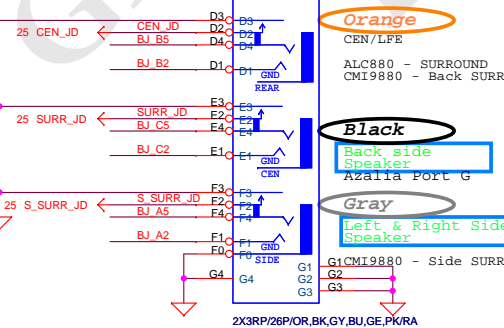 D3 D3 Orange
25 CEN_JD CEN_JD D2 D2
BJ_B5 D4 D4 CEN/LFE
BJ_B2 D1 D1 GND ALC880 - SURROUND
REAR CMI9880 - Back SURR
E3 E3
25 SURR_JD SURR_JD E2 E2
BJ_C5 E4 E4 Black
BJ_C2 E1 E1 GND Back side
Speaker
CEN Azalia Port G
F3 F3
25 S_SURR_JD S_SURR_JD F2 F2 Gray
BJ_A5 F4 F4
Left & Right Side
Speaker
BJ_A2 F1 F1 GND
F0 F0 SIDE
G1 G1 CMI9880 - Side SURR
G4 G4 G2 G2
G3 G3
2X3RP/26P/OR,BK,GY,BU,GE,PK/RA